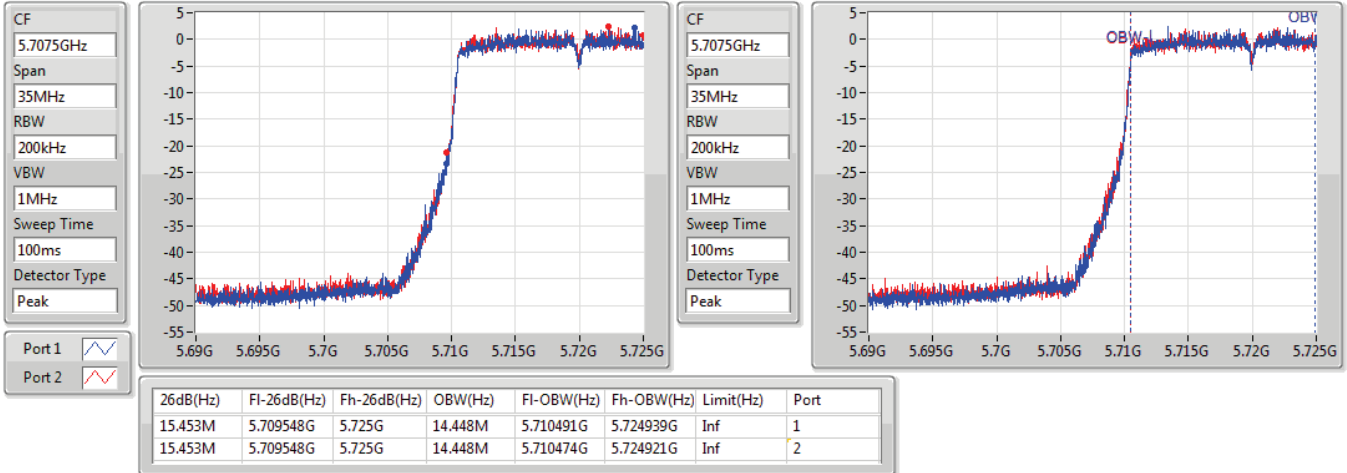 CF
5.7075GHz
Span
35MHz
RBW
200kHz
VBW
1MHz
Sweep Time
100ms
Detector Type
Peak
Port 1
Port 2
5
0
-5
-10
-15
-20
-25
-30
-35
-40
-45
-50
-55
5.69G 5.695G 5.7G 5.705G 5.71G 5.715G 5.72G 5.725G
CF
5.7075GHz
Span
35MHz
RBW
200kHz
VBW
1MHz
Sweep Time
100ms
Detector Type
Peak
5
0
-5
-10
-15
-20
-25
-30
-35
-40
-45
-50
-55
OBW
5.69G 5.695G 5.7G 5.705G 5.71G 5.715G 5.72G 5.725G
26dB(Hz) Fl-26dB(Hz) Fh-26dB(Hz) OBW(Hz) Fl-OBW(Hz) Fh-OBW(Hz) Limit(Hz) Port
15.453M 5.709548G 5.725G 14.448M 5.710491G 5.724939G Inf 1
15.453M 5.709548G 5.725G 14.448M 5.710474G 5.724921G Inf 2